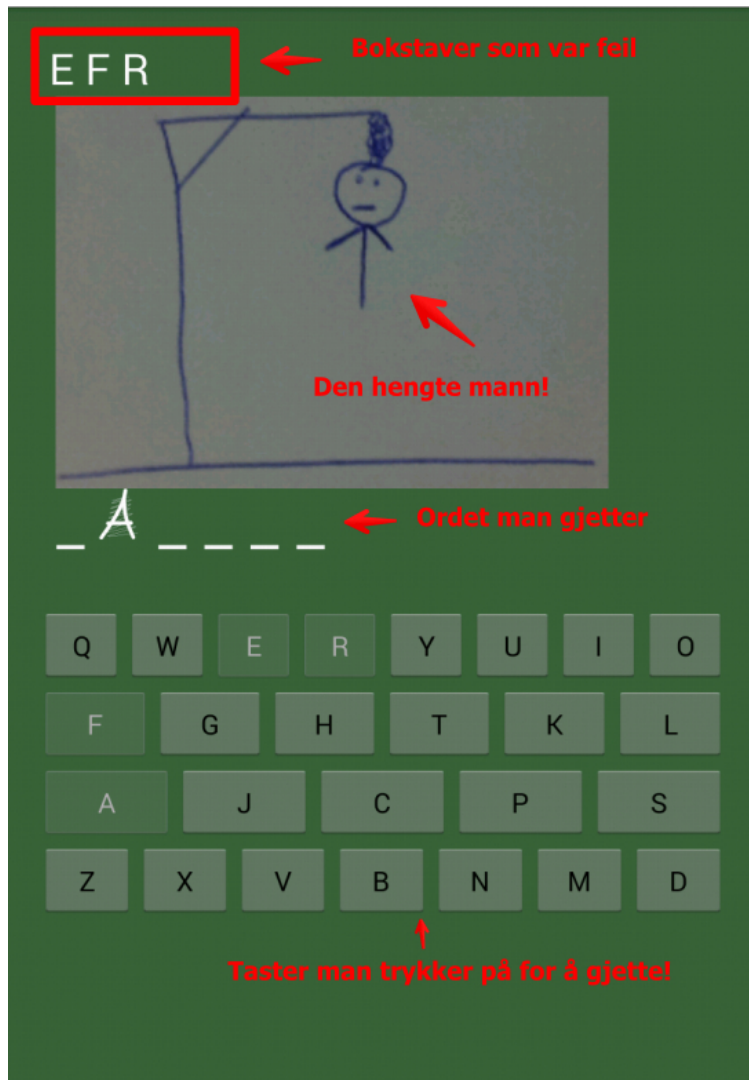 E F R
Bokstaver som var feil
Den hengte mann!
_ A _ _ _ _
Ordet man gjetter
Q W E R Y U I O
F G H T K L
A J C P S
Z X V B N M D
Taster man trykker på for å gjette!